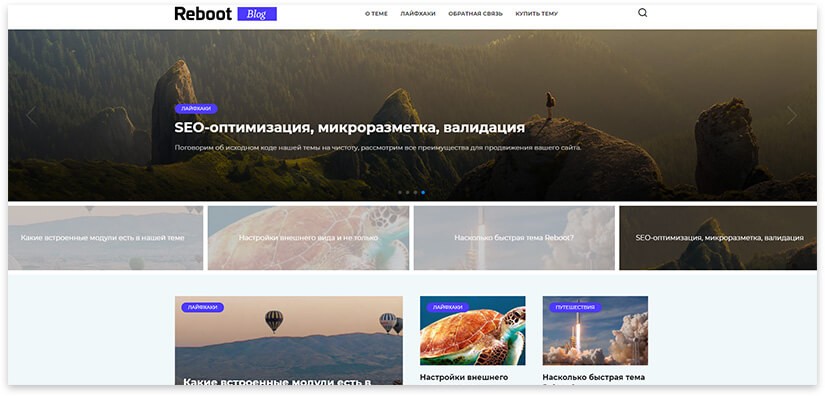 Reboot Blog
О ТЕМЕ ЛАЙФХАКИ ОБРАТНАЯ СВЯЗЬ КУПИТЬ ТЕМУ
ЛАЙФХАКИ
SEO-оптимизация, микроразметка, валидация
Поговорим об исходном коде нашей темы на чистоту, рассмотрим все преимущества для продвижения вашего сайта.
Какие встроенные модули есть в нашей теме
Настройки внешнего вида и не только
Насколько быстрая тема Reboot?
SEO-оптимизация, микроразметка, валидация
ЛАЙФХАКИ
Какие встроенные модули есть в
ЛАЙФХАКИ
Настройки внешнего
ПУТЕШЕСТВИЯ
Насколько быстрая тема